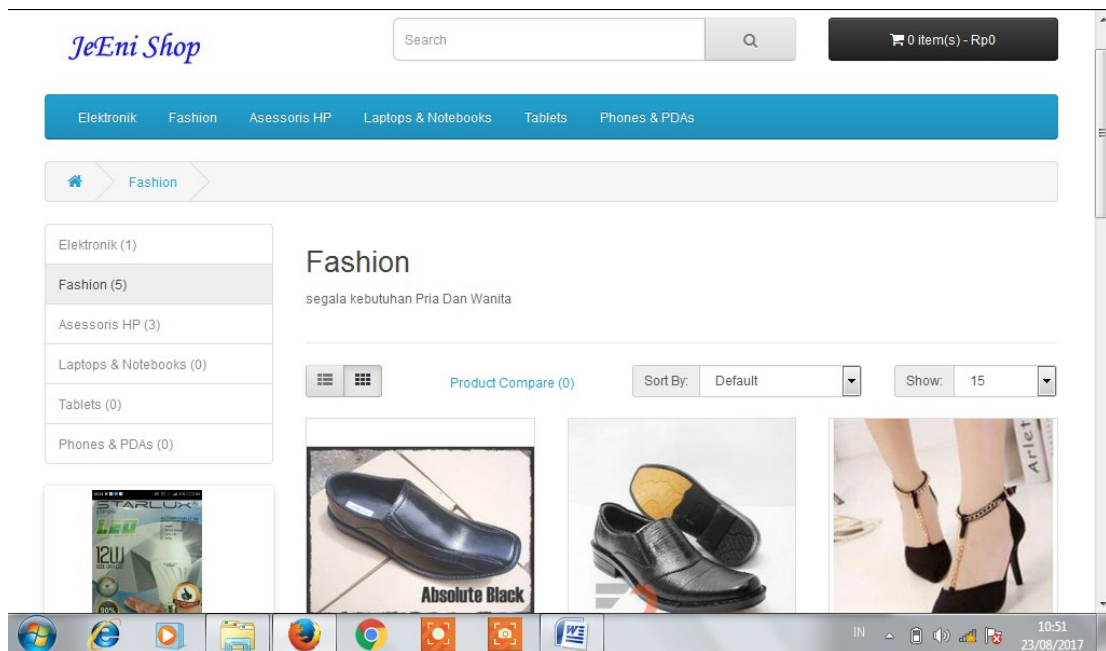 JeEni Shop
Search
0 item(s) - Rp0
Elektronik Fashion Asessoris HP Laptops & Notebooks Tablets Phones & PDAs
Fashion
Elektronik (1)
Fashion (5)
Asessoris HP (3)
Laptops & Notebooks (0)
Tablets (0)
Phones & PDAs (0)
Fashion
segala kebutuhan Pria Dan Wanita
Product Compare (0)
Sort By: Default
Show: 15
Absolute Black
Arlet
STARLUX
LED
12W
90%
IN
10:51
23/08/2017